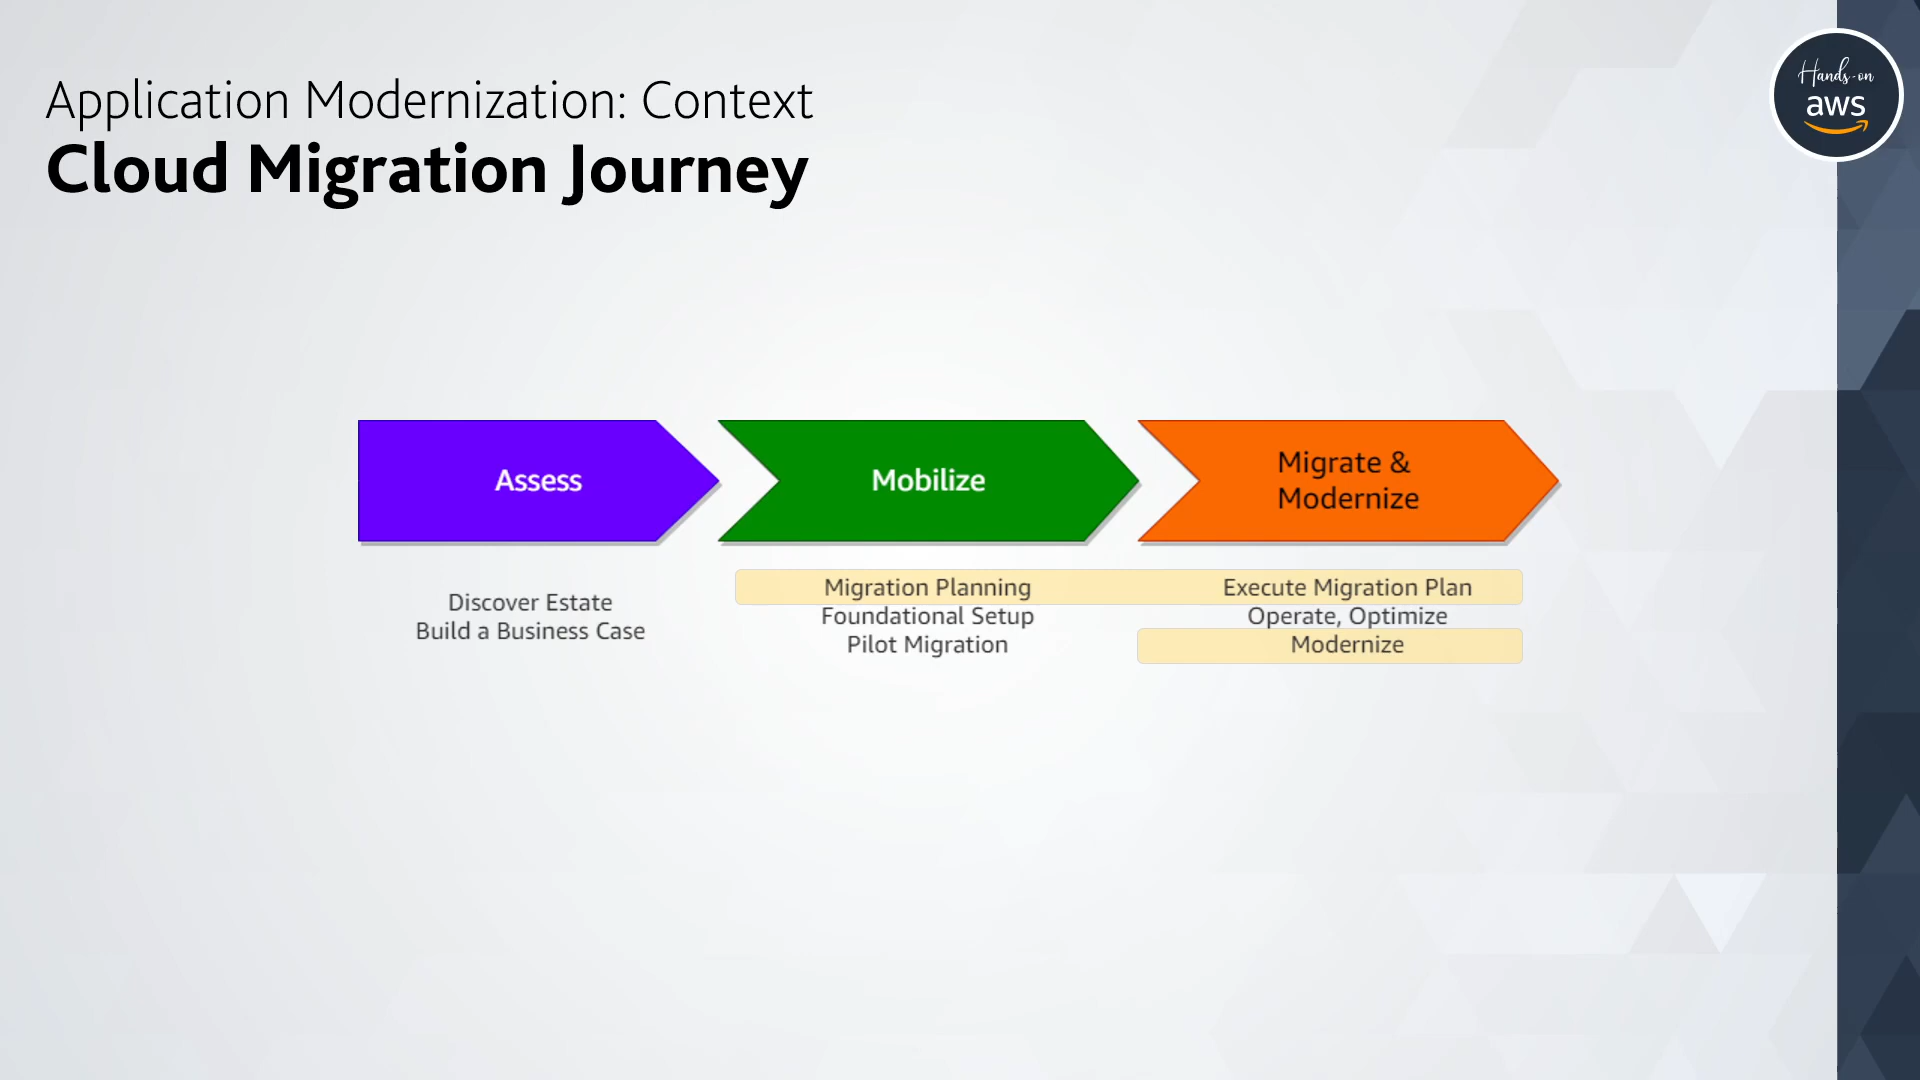 Application Modernization: Context
Cloud Migration Journey
Hands-on
aws
Assess
Mobilize
Migrate &
Modernize
Discover Estate
Build a Business Case
Migration Planning
Foundational Setup
Pilot Migration
Execute Migration Plan
Operate, Optimize
Modernize